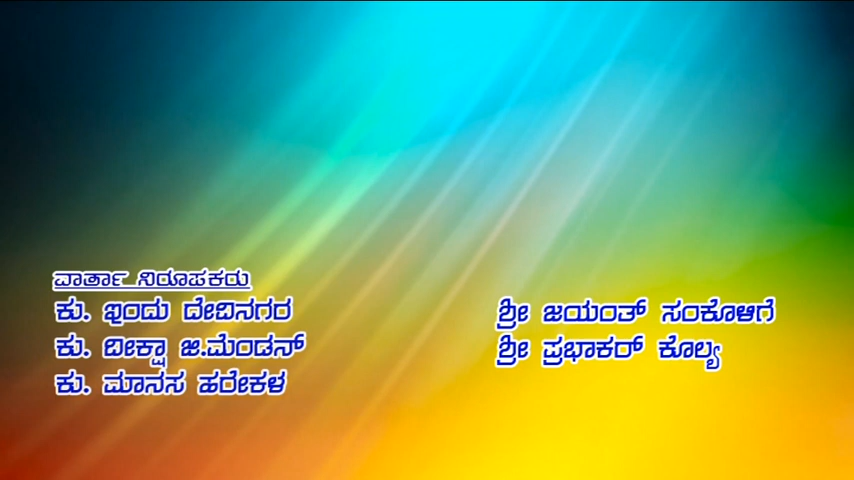 ವಾರ್ತಾ ನಿರೂಪಕರು
ಕು. ಇಂದು ದೇವಿನಗರ
ಕು. ದೀಕ್ಷಾ ಜಿ.ಮೆಂಡನ್
ಕು. ಮಾನಸ ಹರೇಕಳ
ಶ್ರೀ ಜಯಂತ್ ಸಂಕೊಳಿಗೆ
ಶ್ರೀ ಪ್ರಭಾಕರ್ ಕೊಲ್ಯ